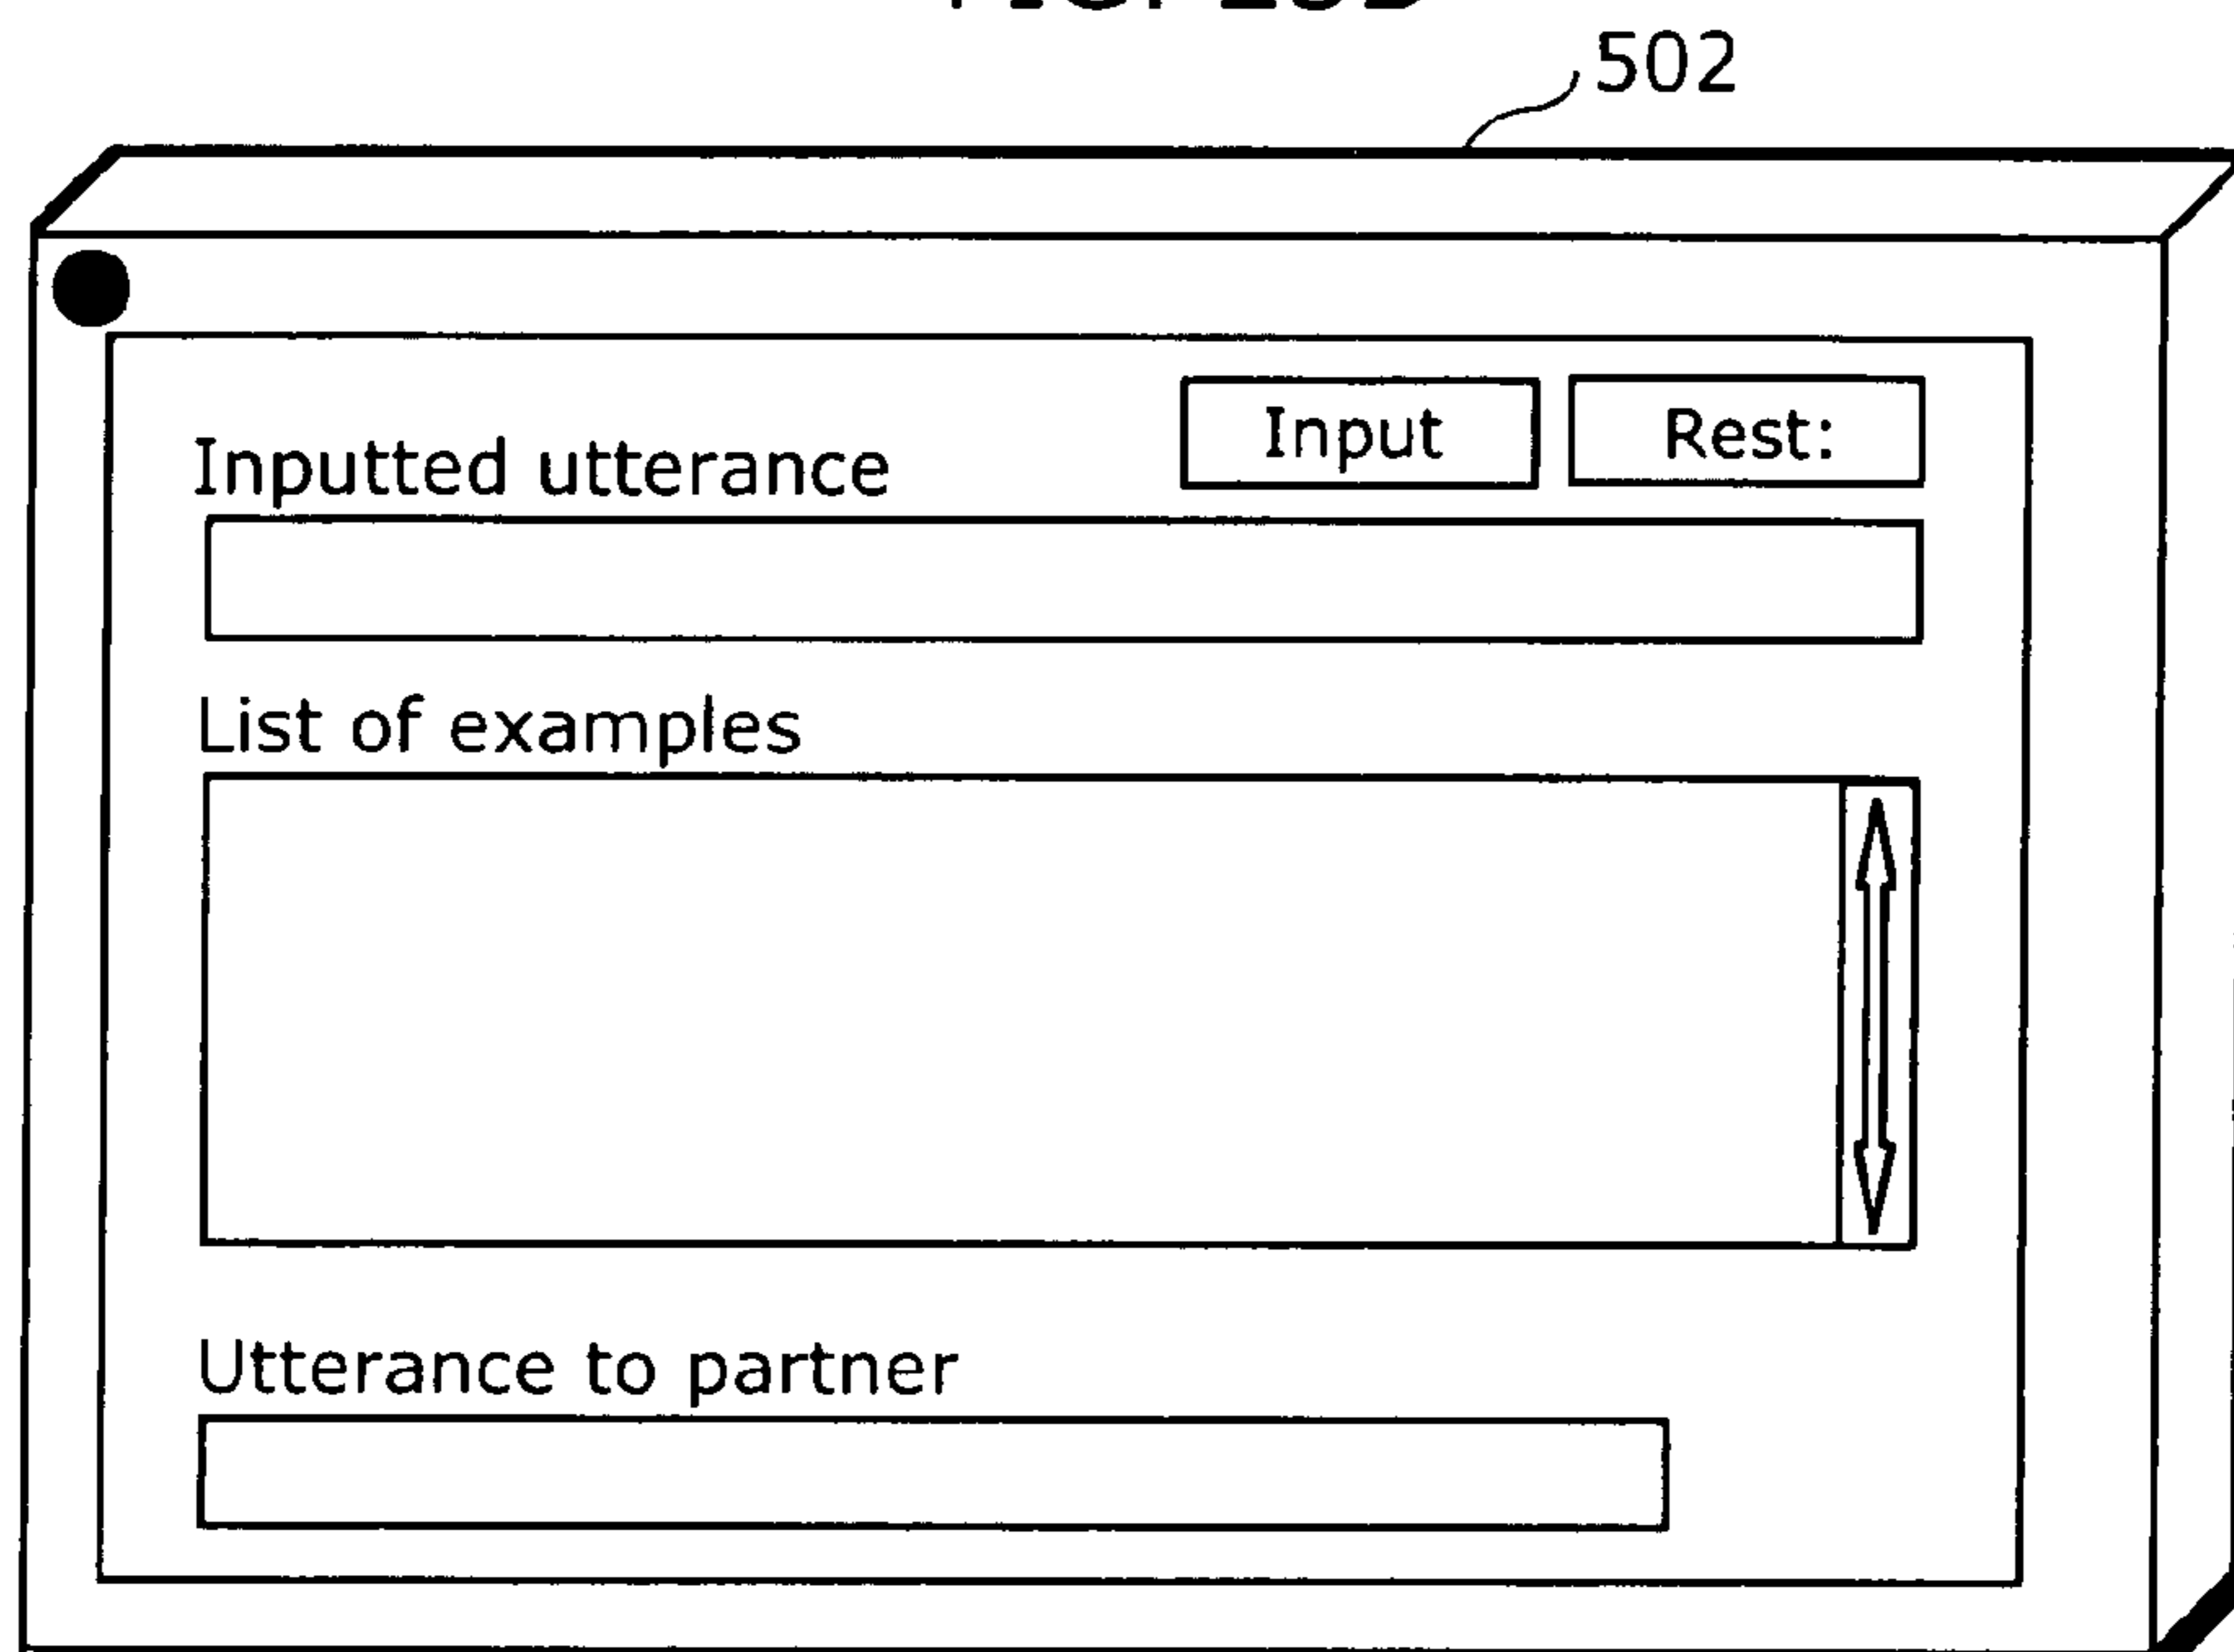 502
Input
Rest:
Inputted utterance
List of examples
Utterance to partner